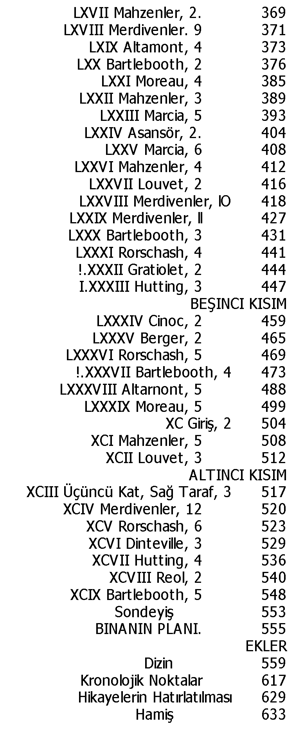 LXVII Mahzenler, 2. 369
LXVIII Merdivenler. 9 371
LXIX Altamont, 4 373
LXX Bartlebooth, 2 376
LXXI Moreau, 4 385
LXXII Mahzenler, 3 389
LXXIII Marcia, 5 393
LXXIV Asansör, 2. 404
LXXV Marcia, 6 408
LXXVI Mahzenler, 4 412
LXXVII Louvet, 2 416
LXXVIII Merdivenler, lO 418
LXXIX Merdivenler, ll 427
LXXX Bartlebooth, 3 431
LXXXI Rorschash, 4 441
!.XXXII Gratiolet, 2 444
I.XXXIII Hutting, 3 447
BEŞINCI KISIM
LXXXIV Cinoc, 2 459
LXXXV Berger, 2 465
LXXXVI Rorschash, 5 469
!.XXXVII Bartlebooth, 4 473
LXXXVIII Altarnont, 5 488
LXXXIX Moreau, 5 499
XC Giriş, 2 504
XCI Mahzenler, 5 508
XCII Louvet, 3 512
ALTINCI KISIM
XCIII Üçüncü Kat, Sağ Taraf, 3 517
XCIV Merdivenler, 12 520
XCV Rorschash, 6 523
XCVI Dinteville, 3 529
XCVII Hutting, 4 536
XCVIII Reol, 2 540
XCIX Bartlebooth, 5 548
Sondeyiş 553
BINANIN PLANI. 555
EKLER
Dizin 559
Kronolojik Noktalar 617
Hikayelerin Hatırlatılması 629
Hamiş 633